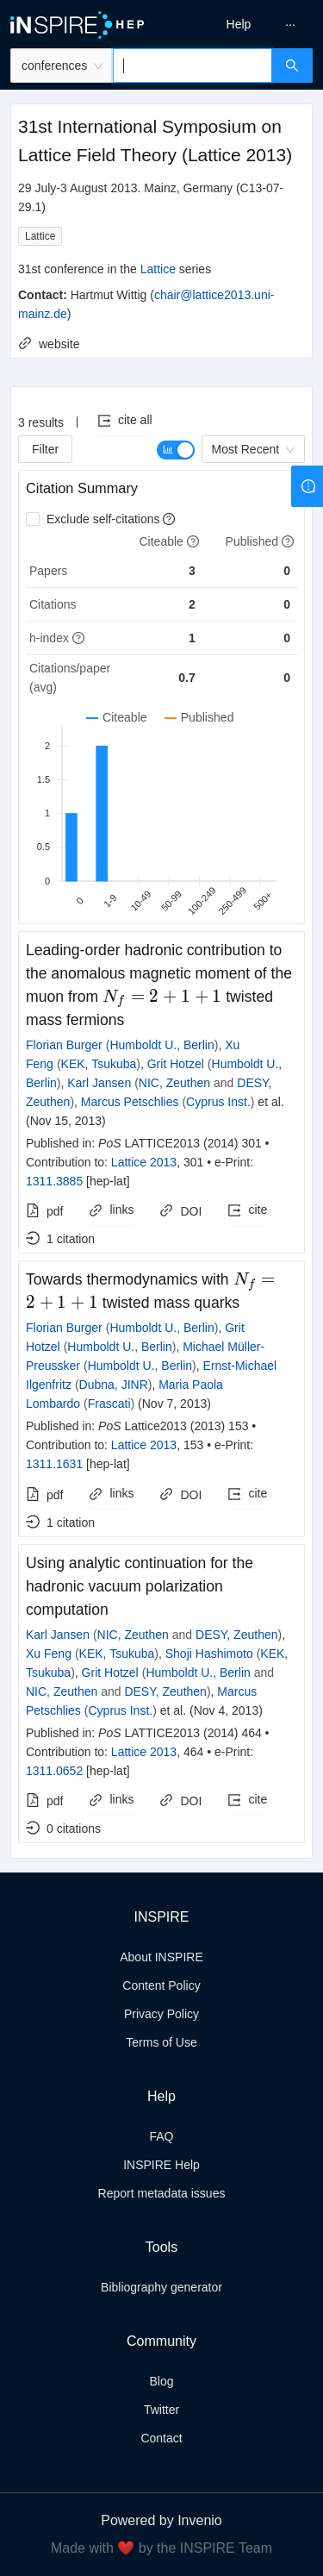 iNSPIRE HEP
Help ...
conferences
31st International Symposium on
Lattice Field Theory (Lattice 2013)
29 July-3 August 2013. Mainz, Germany (C13-07-
29.1)
Lattice
31st conference in the Lattice series
Contact: Hartmut Wittig (chair@lattice2013.uni-
mainz.de)
website
3 results | cite all
Filter
Most Recent
Citation Summary
Exclude self-citations
Citeable Published
Papers 3 0
Citations 2 0
h-index 1 0
Citations/paper
(avg) 0.7 0
Citeable Published
2
1.5
1
0.5
0
0 1-9 10-49 50-99 100-249 250-499 500+
Leading-order hadronic contribution to
the anomalous magnetic moment of the
muon from N_f = 2 + 1 + 1 twisted
mass fermions
Florian Burger (Humboldt U., Berlin), Xu
Feng (KEK, Tsukuba), Grit Hotzel (Humboldt U.,
Berlin), Karl Jansen (NIC, Zeuthen and DESY,
Zeuthen), Marcus Petschlies (Cyprus Inst.) et al.
(Nov 15, 2013)
Published in: PoS LATTICE2013 (2014) 301 •
Contribution to: Lattice 2013, 301 • e-Print:
1311.3885 [hep-lat]
pdf links DOI cite
1 citation
Towards thermodynamics with N_f =
2 + 1 + 1 twisted mass quarks
Florian Burger (Humboldt U., Berlin), Grit
Hotzel (Humboldt U., Berlin), Michael Müller-
Preussker (Humboldt U., Berlin), Ernst-Michael
Ilgenfritz (Dubna, JINR), Maria Paola
Lombardo (Frascati) (Nov 7, 2013)
Published in: PoS Lattice2013 (2013) 153 •
Contribution to: Lattice 2013, 153 • e-Print:
1311.1631 [hep-lat]
pdf links DOI cite
1 citation
Using analytic continuation for the
hadronic vacuum polarization
computation
Karl Jansen (NIC, Zeuthen and DESY, Zeuthen),
Xu Feng (KEK, Tsukuba), Shoji Hashimoto (KEK,
Tsukuba), Grit Hotzel (Humboldt U., Berlin and
NIC, Zeuthen and DESY, Zeuthen), Marcus
Petschlies (Cyprus Inst.) et al. (Nov 4, 2013)
Published in: PoS LATTICE2013 (2014) 464 •
Contribution to: Lattice 2013, 464 • e-Print:
1311.0652 [hep-lat]
pdf links DOI cite
0 citations
INSPIRE
About INSPIRE
Content Policy
Privacy Policy
Terms of Use
Help
FAQ
INSPIRE Help
Report metadata issues
Tools
Bibliography generator
Community
Blog
Twitter
Contact
Powered by Invenio
Made with ❤️ by the INSPIRE Team